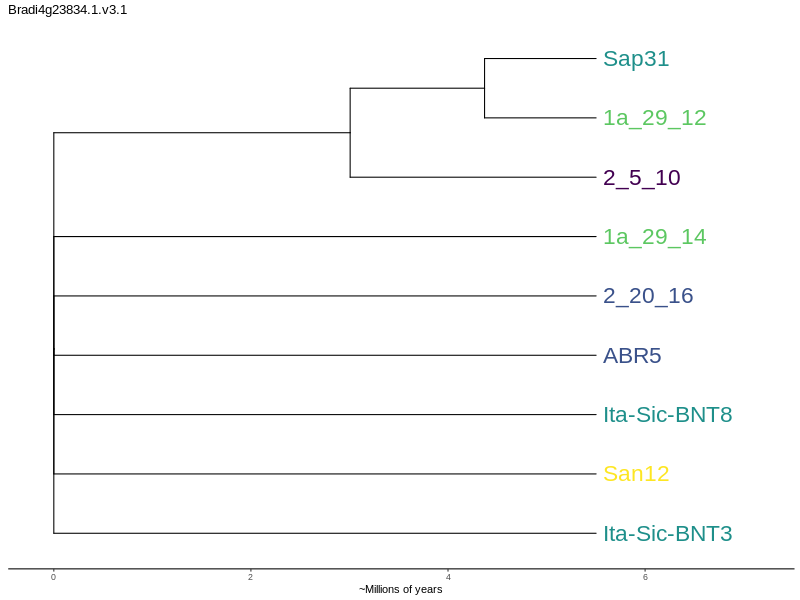 Bradi4g23834.1.v3.1
Sap31
1a_29_12
2_5_10
1a_29_14
2_20_16
ABR5
Ita-Sic-BNT8
San12
Ita-Sic-BNT3
0 2 4 6
~Millions of years